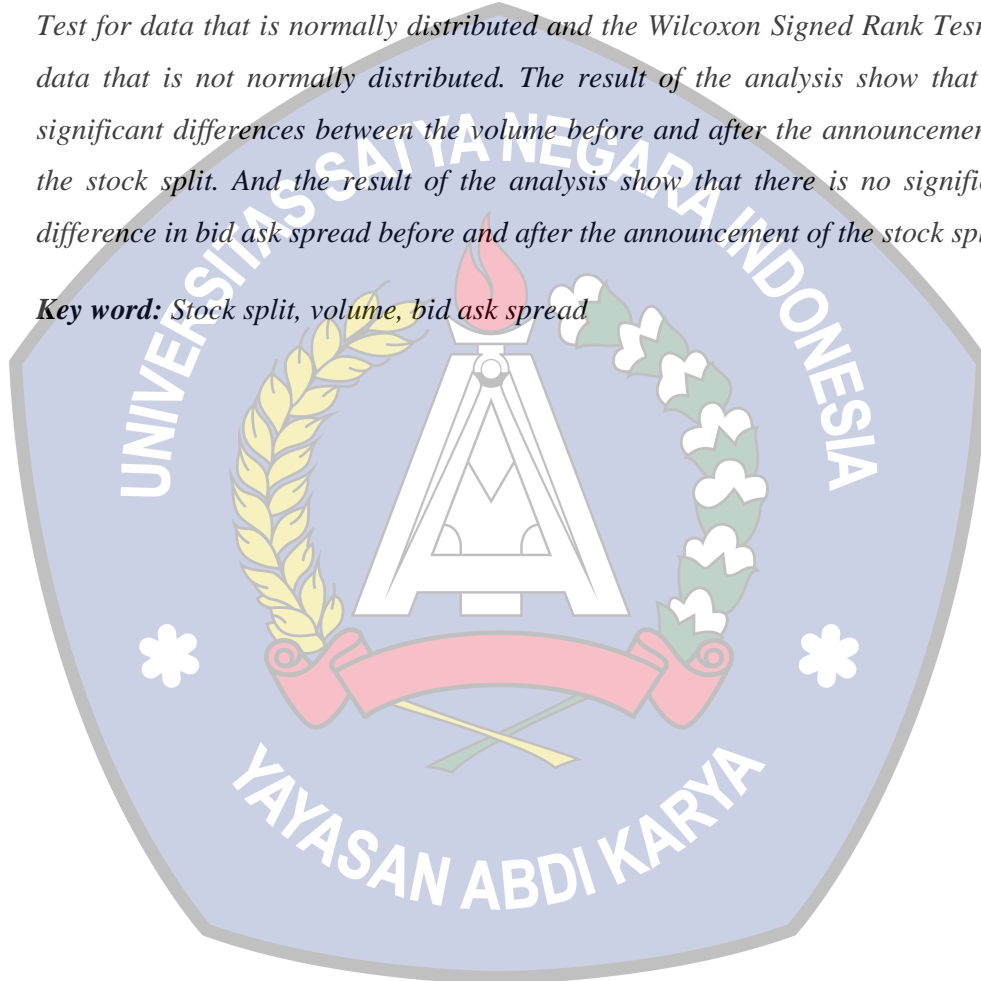 Test for data that is normally distributed and the Wilcoxon Signed Rank Tesr
data that is not normally distributed. The result of the analysis show that
significant differences between the volume before and after the announcemen
the stock split. And the result of the analysis show that there is no signifi
difference in bid ask spread before and after the announcement of the stock spl
Key word: Stock split, volume, bid ask spread
UNIVERSITAS SATYA NEGARA INDONESIA
YAYASAN ABDI KARYA